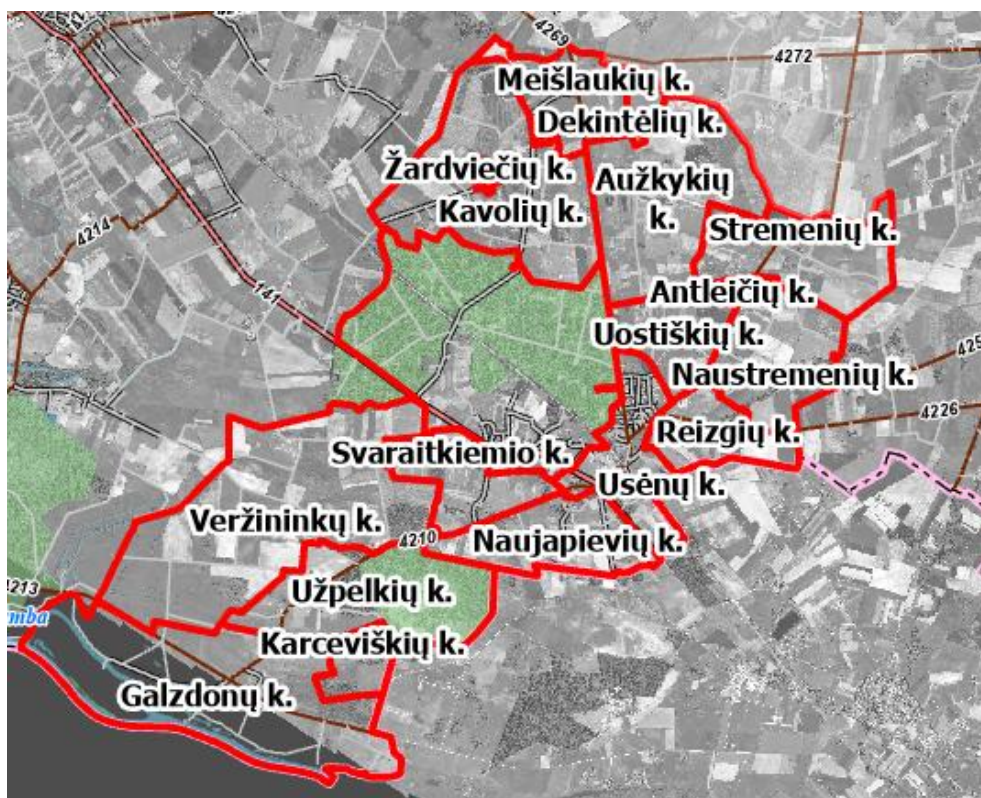 4269
4272
Meišlaukių k.
Dekintėlių k.
Žardviečių k.
Aužkykių
k.
Kavolių k.
4214
Stremenių k.
141
Antleičių k.
Uostiškių k.
Naustremenių k.
4226
Reizgių k.
Svaraitkiemio k.
Usėnų k.
Veržininkų k.
4210
Naujapievių k.
4213
Užpelkių k.
Karceviškių k.
Galzdonų k.